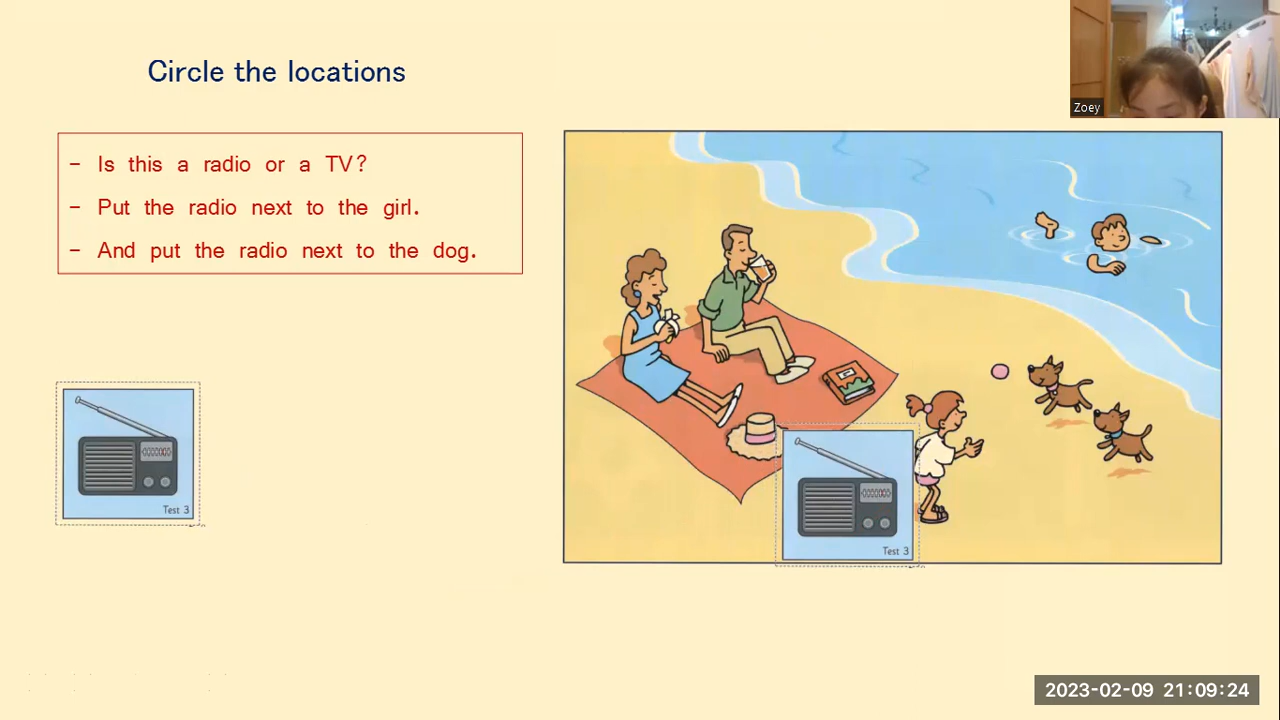 Circle the locations
Zoey
- Is this a radio or a TV?
- Put the radio next to the girl.
- And put the radio next to the dog.
Test 3
Test 3
2023-02-09 21:09:24